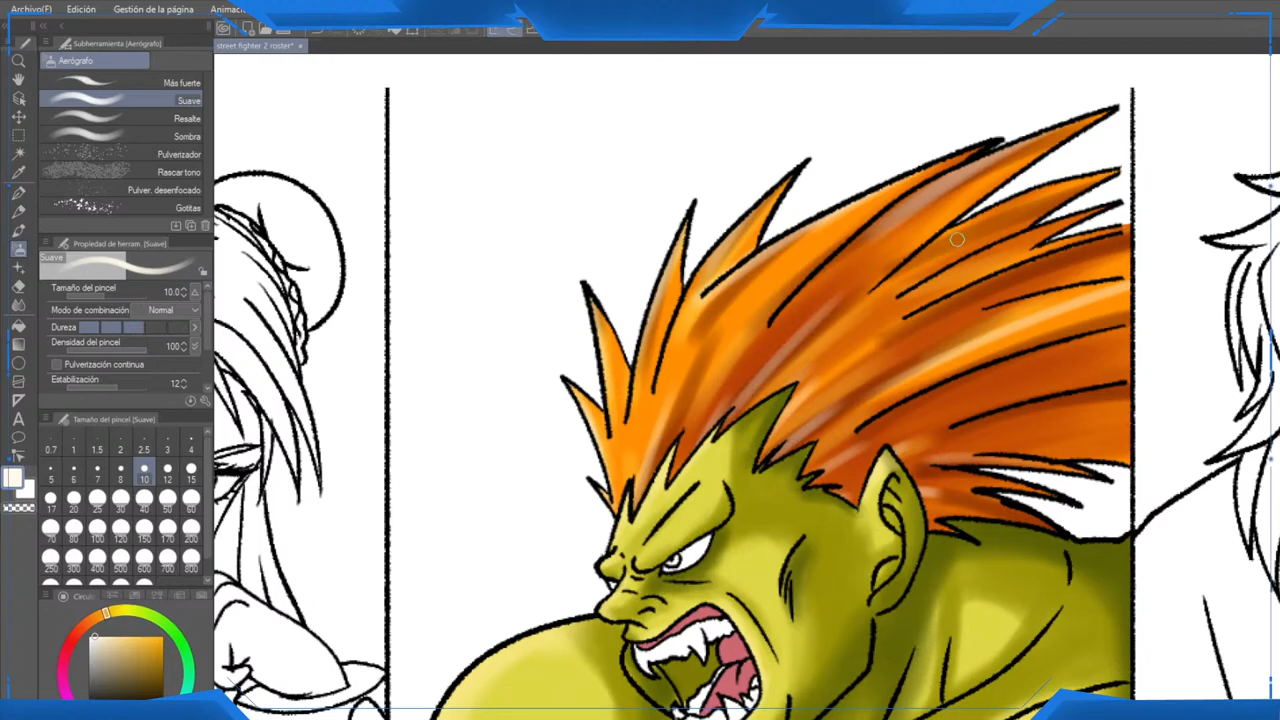 Archivo(F) Edición Gestión de la página Animació
Subherramienta [Aerógrafo]
street fighter 2 roster*
Aerógrafo
Más fuerte
Suave
Resalte
Sombra
Pulverizador
Rascar tono
Pulver. desenfocado
Gotitas
Propiedad de herram. [Suave]
Suave
Tamaño del pincel 10.0
Modo de combinación Normal
Dureza
Densidad del pincel 100
Pulverización continua
Estabilización 12
Tamaño del pincel [Suave]
0.7 1 1.5 2 2.5 3 4
5 6 7 8 10 12 15
17 20 25 30 40 50 60
70 80 100 120 150 170 200
250 300 400 500 600 700 800
Círcul